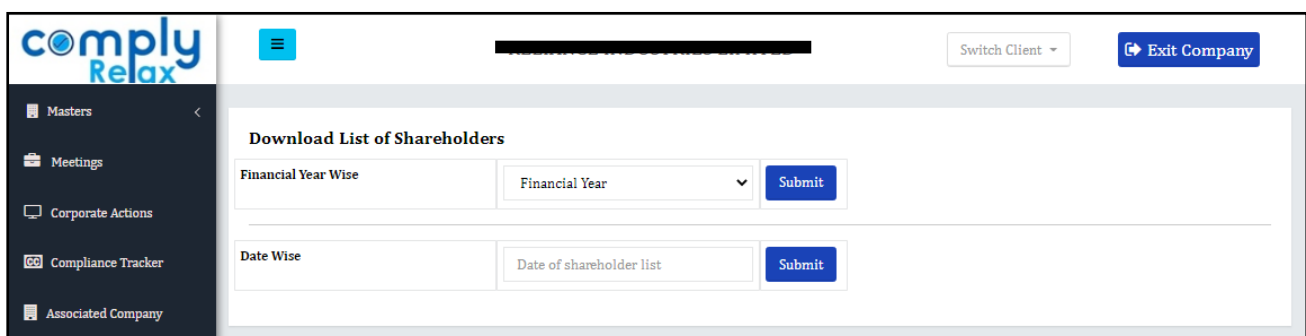 comply
Relax
Switch Client
Exit Company
Masters
Meetings
Corporate Actions
CC Compliance Tracker
Associated Company
Download List of Shareholders
Financial Year Wise
Financial Year
Submit
Date Wise
Date of shareholder list
Submit